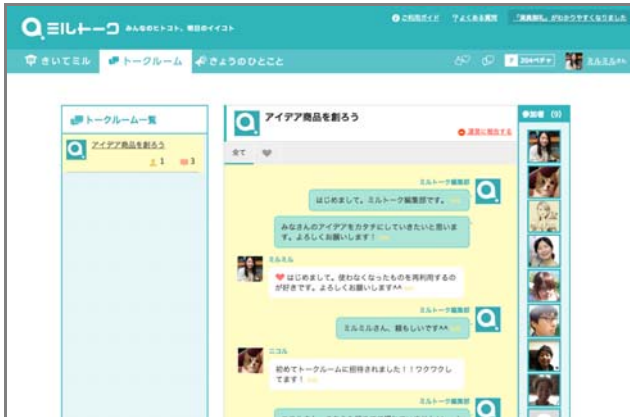 ミルトーク みんなのヒトコト、明日のイイコト
ご利用ガイド ?よくある質問
きいてミル トークルーム きょうのひとこと
ミルミルさん
トークルーム一覧
アイデア商品を創ろう
1 3
アイデア商品を創ろう
運営に報告する
全て
参加者 (9)
ミルトーク編集部
はじめまして。ミルトーク編集部です。
みなさんのアイデアをカタチにしていきたいと思いま
す。よろしくお願いします！
ミルミル
はじめまして。使わなくなったものを再利用するの
が好きです。よろしくお願いします^^
ミルトーク編集部
ミルミルさん、頼もしいです^^
ニコル
初めてトークルームに招待されました！！ワクワクし
てます！
ミルトーク編集部